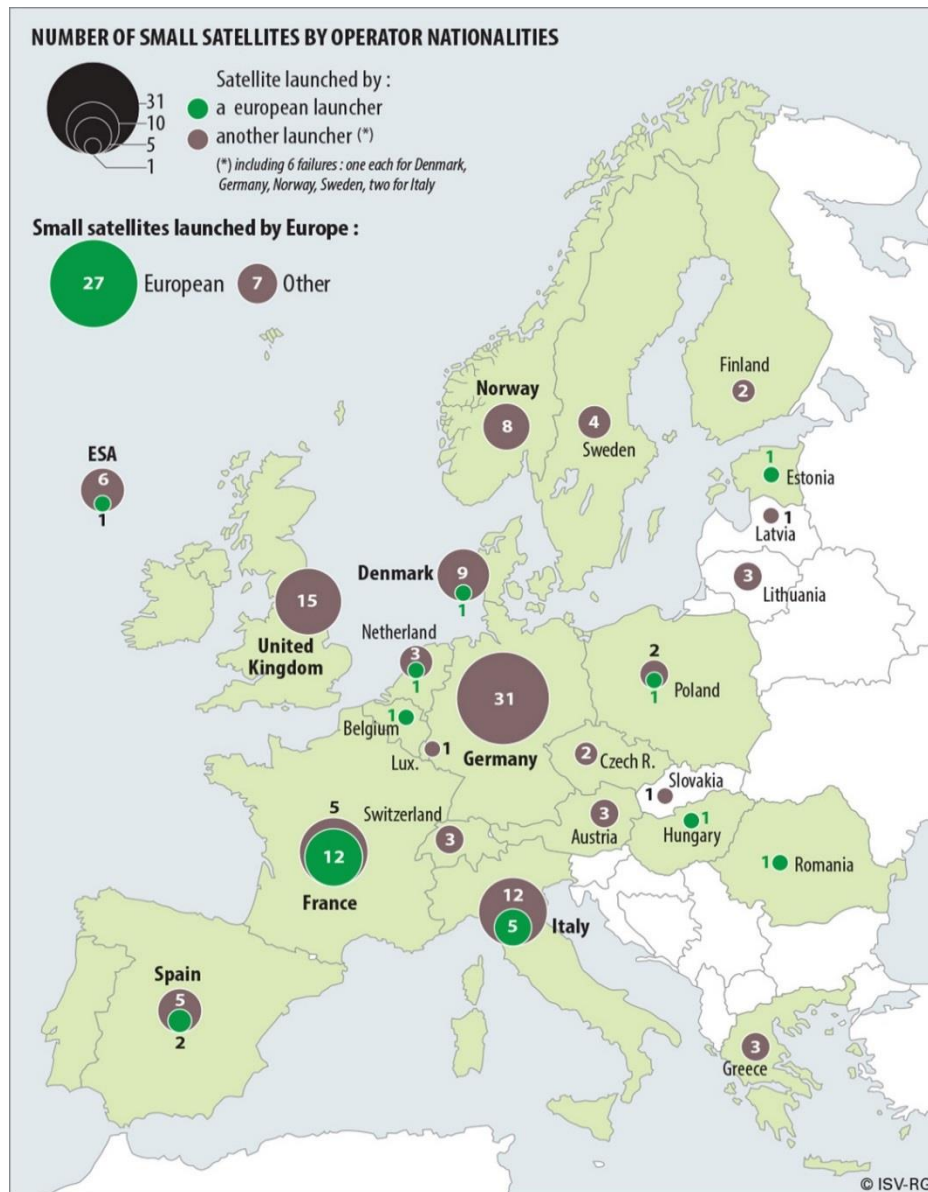 NUMBER OF SMALL SATELLITES BY OPERATOR NATIONALITIES
31
10
5
1
Satellite launched by :
a european launcher
another launcher (*)
(*) including 6 failures : one each for Denmark,
Germany, Norway, Sweden, two for Italy
Small satellites launched by Europe :
27 European 7 Other
Finland
2
Norway
8
4
Sweden
ESA
6
1
1
Estonia
1
Latvia
3
Lithuania
Denmark
9
1
15
United
Kingdom
Netherland
3
1
2
1
Poland
31
Germany
1
Belgium
1
Lux.
2
Czech R.
Slovakia
1
5
12
France
Switzerland
3
3
Austria
1
Hungary
1
Romania
12
5
Italy
Spain
5
2
3
Greece
© ISV-RG